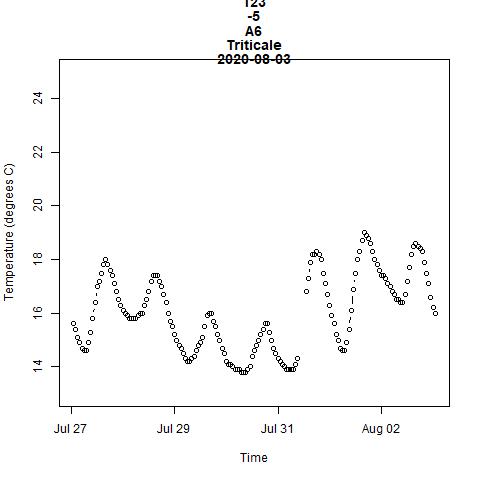 123
-5
A6
Triticale
2020-08-03
Temperature (degrees C)
24
22
20
18
16
14
Jul 27
Jul 29
Jul 31
Aug 02
Time